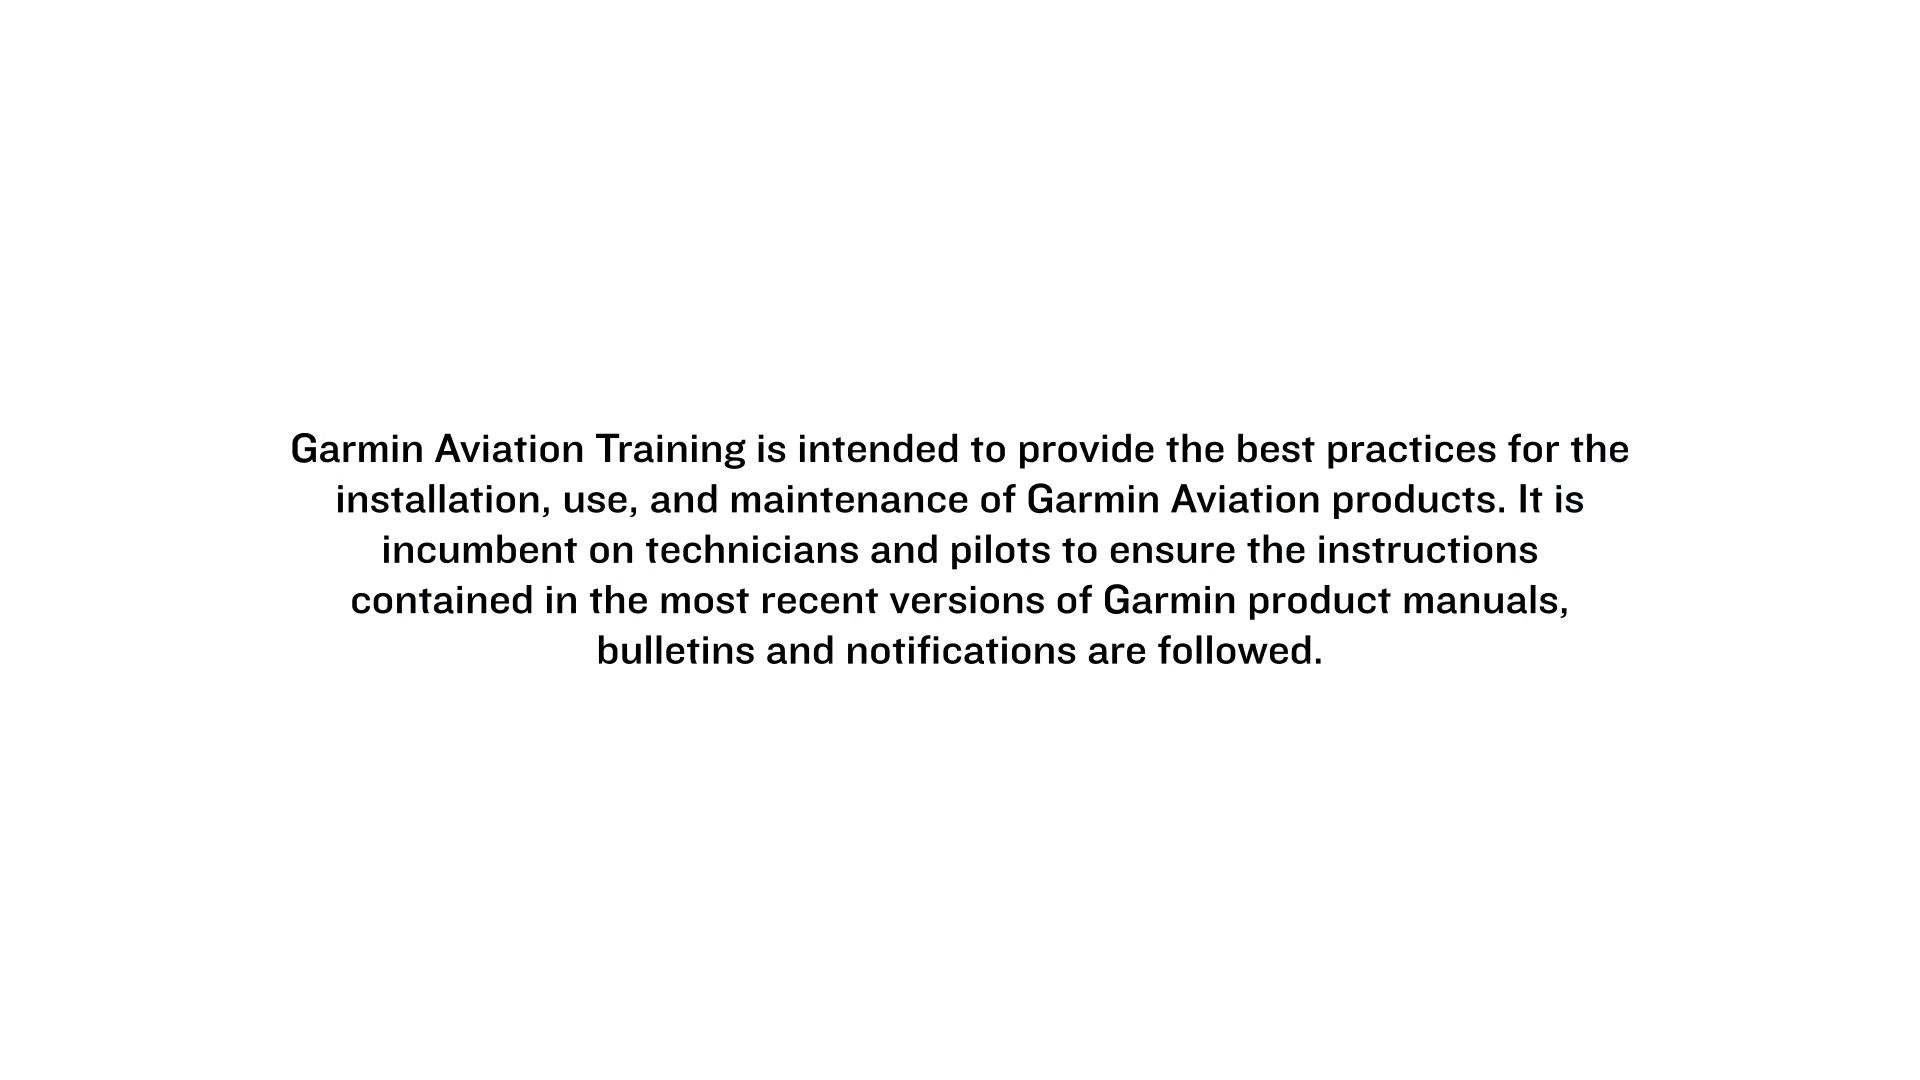 Garmin Aviation Training is intended to provide the best practices for the
installation, use, and maintenance of Garmin Aviation products. It is
incumbent on technicians and pilots to ensure the instructions
contained in the most recent versions of Garmin product manuals,
bulletins and notifications are followed.